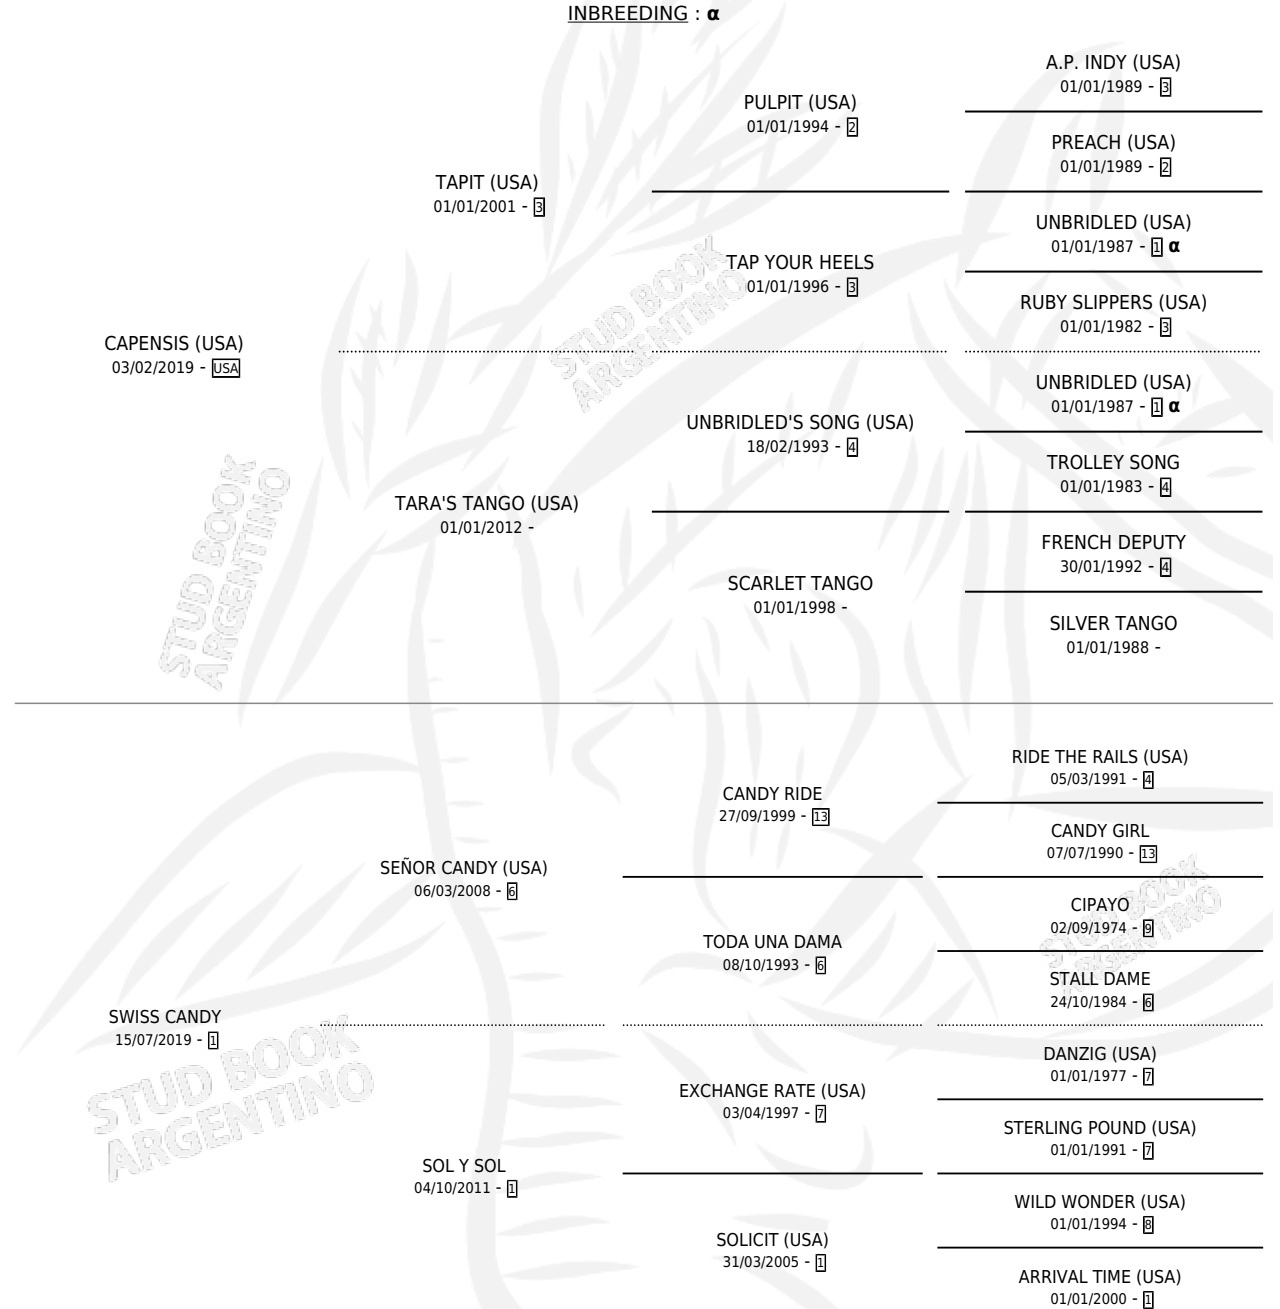 INBREEDING : α
A.P. INDY (USA)
01/01/1989 - 3
PULPIT (USA)
01/01/1994 - 2
PREACH (USA)
01/01/1989 - 2
TAPIT (USA)
01/01/2001 - 3
UNBRIDLED (USA)
01/01/1987 - 1 α
TAP YOUR HEELS
01/01/1996 - 3
RUBY SLIPPERS (USA)
01/01/1982 - 3
CAPENSIS (USA)
03/02/2019 - USA
UNBRIDLED (USA)
01/01/1987 - 1 α
UNBRIDLED'S SONG (USA)
18/02/1993 - 4
TROLLEY SONG
01/01/1983 - 4
TARA'S TANGO (USA)
01/01/2012 -
FRENCH DEPUTY
30/01/1992 - 4
SCARLET TANGO
01/01/1998 -
SILVER TANGO
01/01/1988 -
RIDE THE RAILS (USA)
05/03/1991 - 4
CANDY RIDE
27/09/1999 - 13
CANDY GIRL
07/07/1990 - 13
SEÑOR CANDY (USA)
06/03/2008 - 6
CIPAYO
02/09/1974 - 9
TODA UNA DAMA
08/10/1993 - 6
STALL DAME
24/10/1984 - 6
SWISS CANDY
15/07/2019 - 1
DANZIG (USA)
01/01/1977 - 7
EXCHANGE RATE (USA)
03/04/1997 - 7
STERLING POUND (USA)
01/01/1991 - 7
SOL Y SOL
04/10/2011 - 1
WILD WONDER (USA)
01/01/1994 - 8
SOLICIT (USA)
31/03/2005 - 1
ARRIVAL TIME (USA)
01/01/2000 - 1
STUD BOOK
ARGENTINO
STUD BOOK
ARGENTINO
STUD BOOK
ARGENTINO
STUD BOOK
ARGENTINO